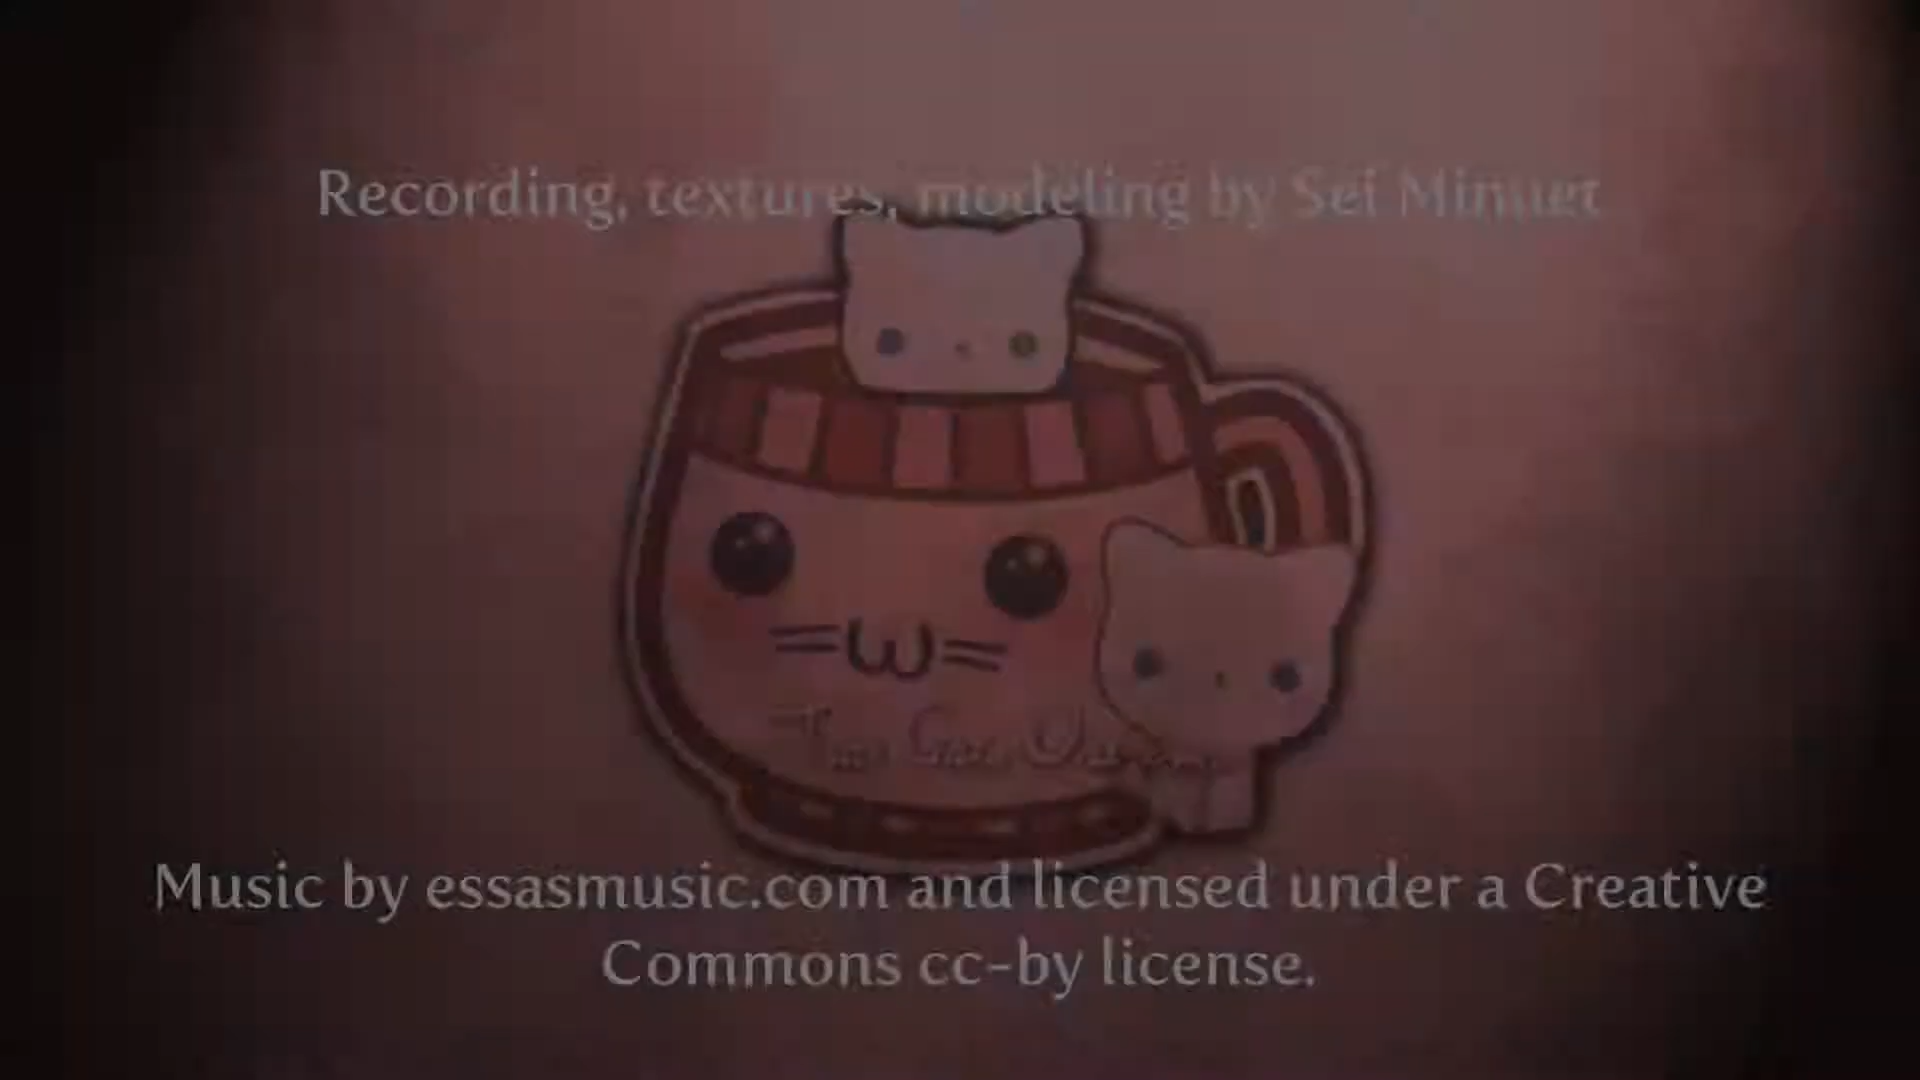 Recording, textures, modeling by Sei Minuet
=ω=
Music by essasmusic.com and licensed under a Creative
Commons cc-by license.